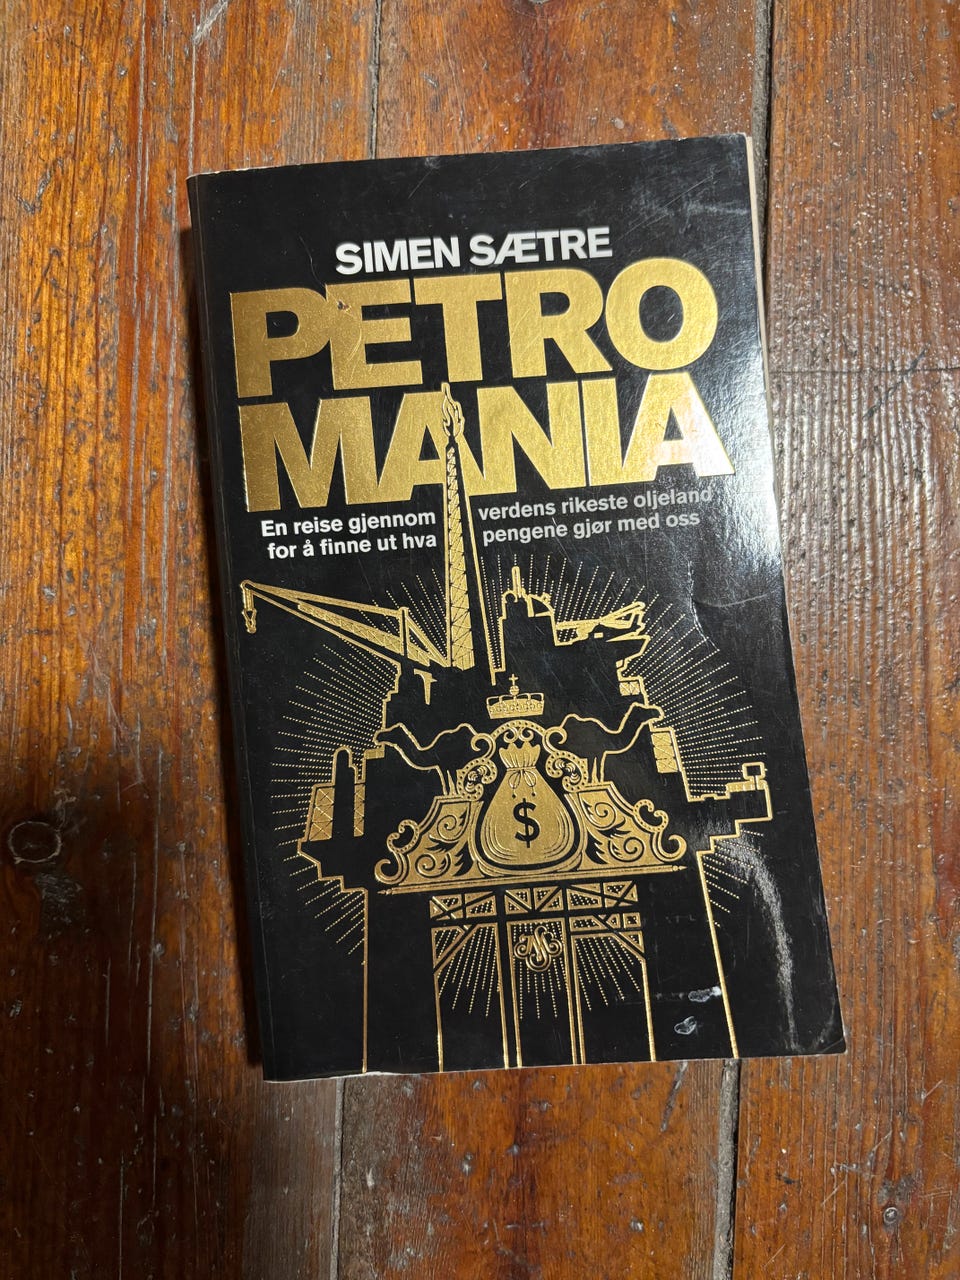 SIMEN SÆTRE
PETRO
MANIA
En reise gjennom verdens rikeste oljeland
for å finne ut hva pengene gjør med oss
$